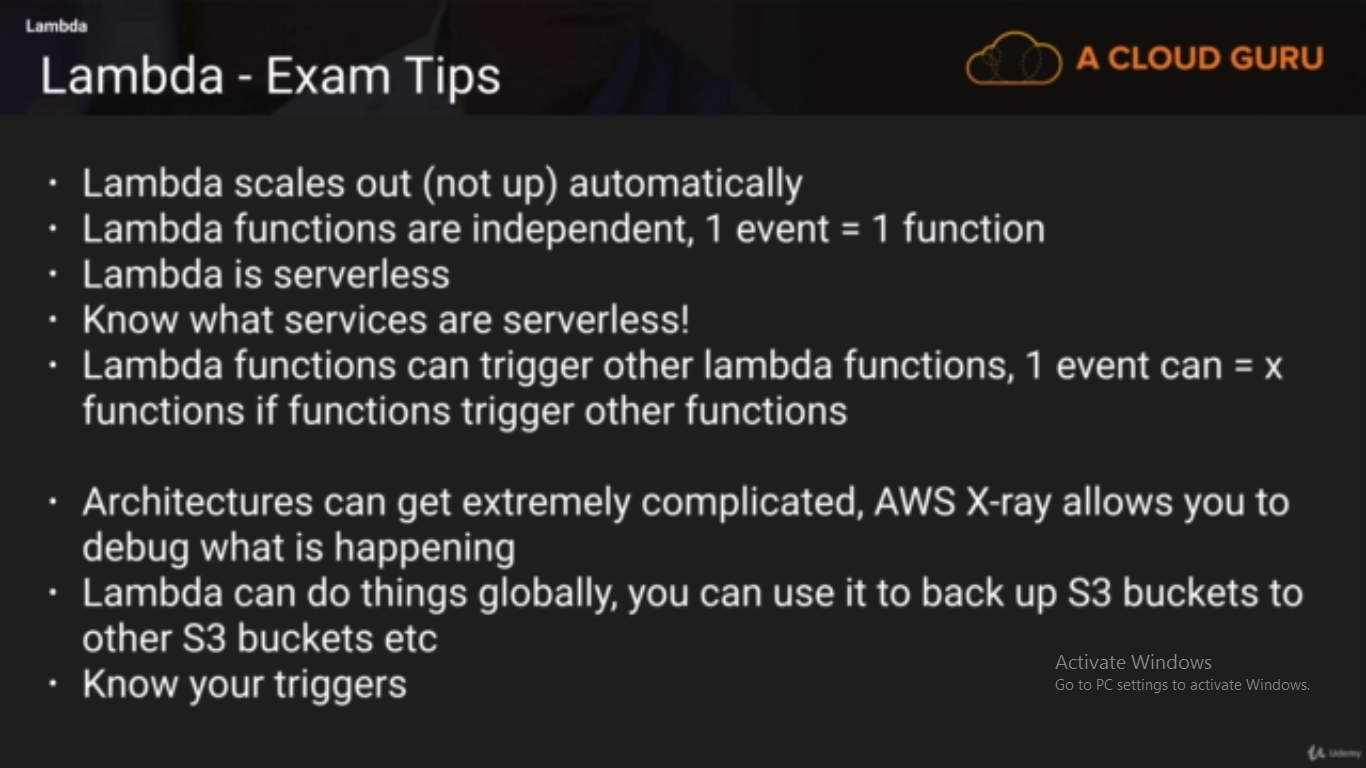 Lambda
Lambda - Exam Tips
A CLOUD GURU
· Lambda scales out (not up) automatically
· Lambda functions are independent, 1 event = 1 function
· Lambda is serverless
· Know what services are serverless!
· Lambda functions can trigger other lambda functions, 1 event can = x
functions if functions trigger other functions
· Architectures can get extremely complicated, AWS X-ray allows you to
debug what is happening
· Lambda can do things globally, you can use it to back up S3 buckets to
other S3 buckets etc
· Know your triggers
Activate Windows
Go to PC settings to activate Windows.
Udemy